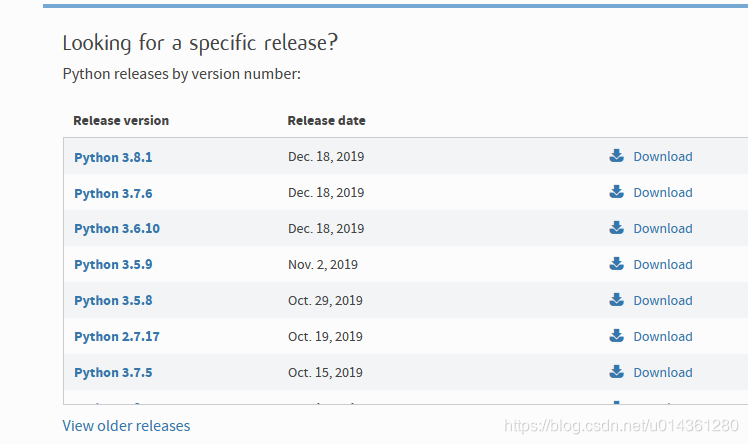 Looking for a specific release?
Python releases by version number:
Release version Release date
Python 3.8.1 Dec. 18, 2019 Download
Python 3.7.6 Dec. 18, 2019 Download
Python 3.6.10 Dec. 18, 2019 Download
Python 3.5.9 Nov. 2, 2019 Download
Python 3.5.8 Oct. 29, 2019 Download
Python 2.7.17 Oct. 19, 2019 Download
Python 3.7.5 Oct. 15, 2019 Download
View older releases
https://blog.csdn.net/u014361280